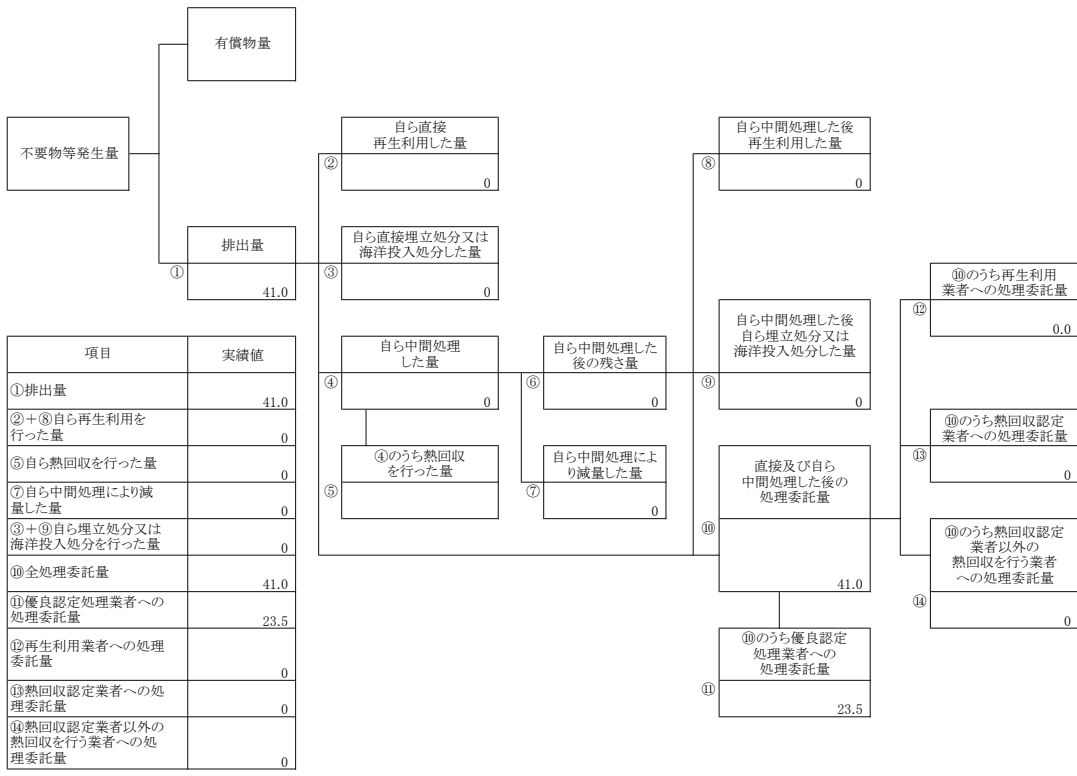 有償物量
不要物等発生量
自ら直接
再生利用した量
②
0
自ら中間処理した後
再生利用した量
⑧
0
排出量
①
41.0
自ら直接埋立処分又は
海洋投入処分した量
③
0
⑩のうち再生利用
業者への処理委託量
⑫
0.0
自ら中間処理
した量
④
0
自ら中間処理した
後の残さ量
⑥
0
自ら中間処理した後
自ら埋立処分又は
海洋投入処分した量
⑨
0
④のうち熱回収
を行った量
⑤
自ら中間処理によ
り減量した量
⑦
0
直接及び自ら
中間処理した後の
処理委託量
⑩
41.0
⑩のうち熱回収認定
業者への処理委託量
⑬
0
⑩のうち熱回収認定
業者以外の
熱回収を行う業者
への処理委託量
⑭
0
⑩のうち優良認定
処理業者への
処理委託量
⑪
23.5
項目 実績値
①排出量
41.0
②+⑧自ら再生利用を
行った量
0
⑤自ら熱回収を行った量
0
⑦自ら中間処理により減
量した量
0
③+⑨自ら埋立処分又は
海洋投入処分を行った量
0
⑩全処理委託量
41.0
⑪優良認定処理業者への
処理委託量
23.5
⑫再生利用業者への処理
委託量
0
⑬熱回収認定業者への処
理委託量
0
⑭熱回収認定業者以外の
熱回収を行う業者への処
理委託量
0